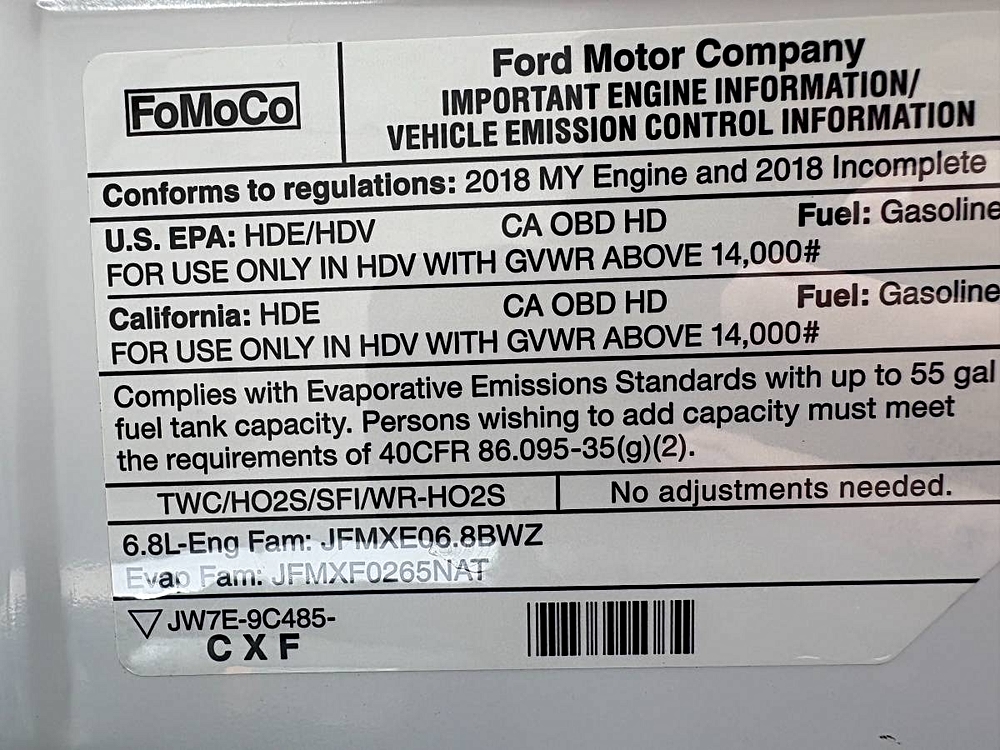 FoMoCo
Ford Motor Company
IMPORTANT ENGINE INFORMATION/
VEHICLE EMISSION CONTROL INFORMATION
Conforms to regulations: 2018 MY Engine and 2018 Incomplete
U.S. EPA: HDE/HDV CA OBD HD Fuel: Gasoline
FOR USE ONLY IN HDV WITH GVWR ABOVE 14,000#
California: HDE CA OBD HD Fuel: Gasoline
FOR USE ONLY IN HDV WITH GVWR ABOVE 14,000#
Complies with Evaporative Emissions Standards with up to 55 gal
fuel tank capacity. Persons wishing to add capacity must meet
the requirements of 40CFR 86.095-35(g)(2).
TWC/HO2S/SFI/WR-HO2S No adjustments needed.
6.8L-Eng Fam: JFMXE06.8BWZ
Evap Fam: JFMXF0265NAT
JW7E-9C485-
C X F